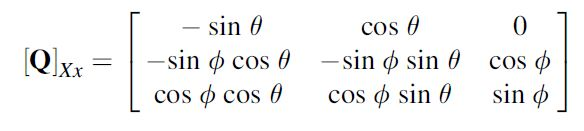 − sin θ cos θ 0
[Q]Xx = −sin ϕ cos θ −sin ϕ sin θ cos ϕ
cos ϕ cos θ cos ϕ sin θ sin ϕ